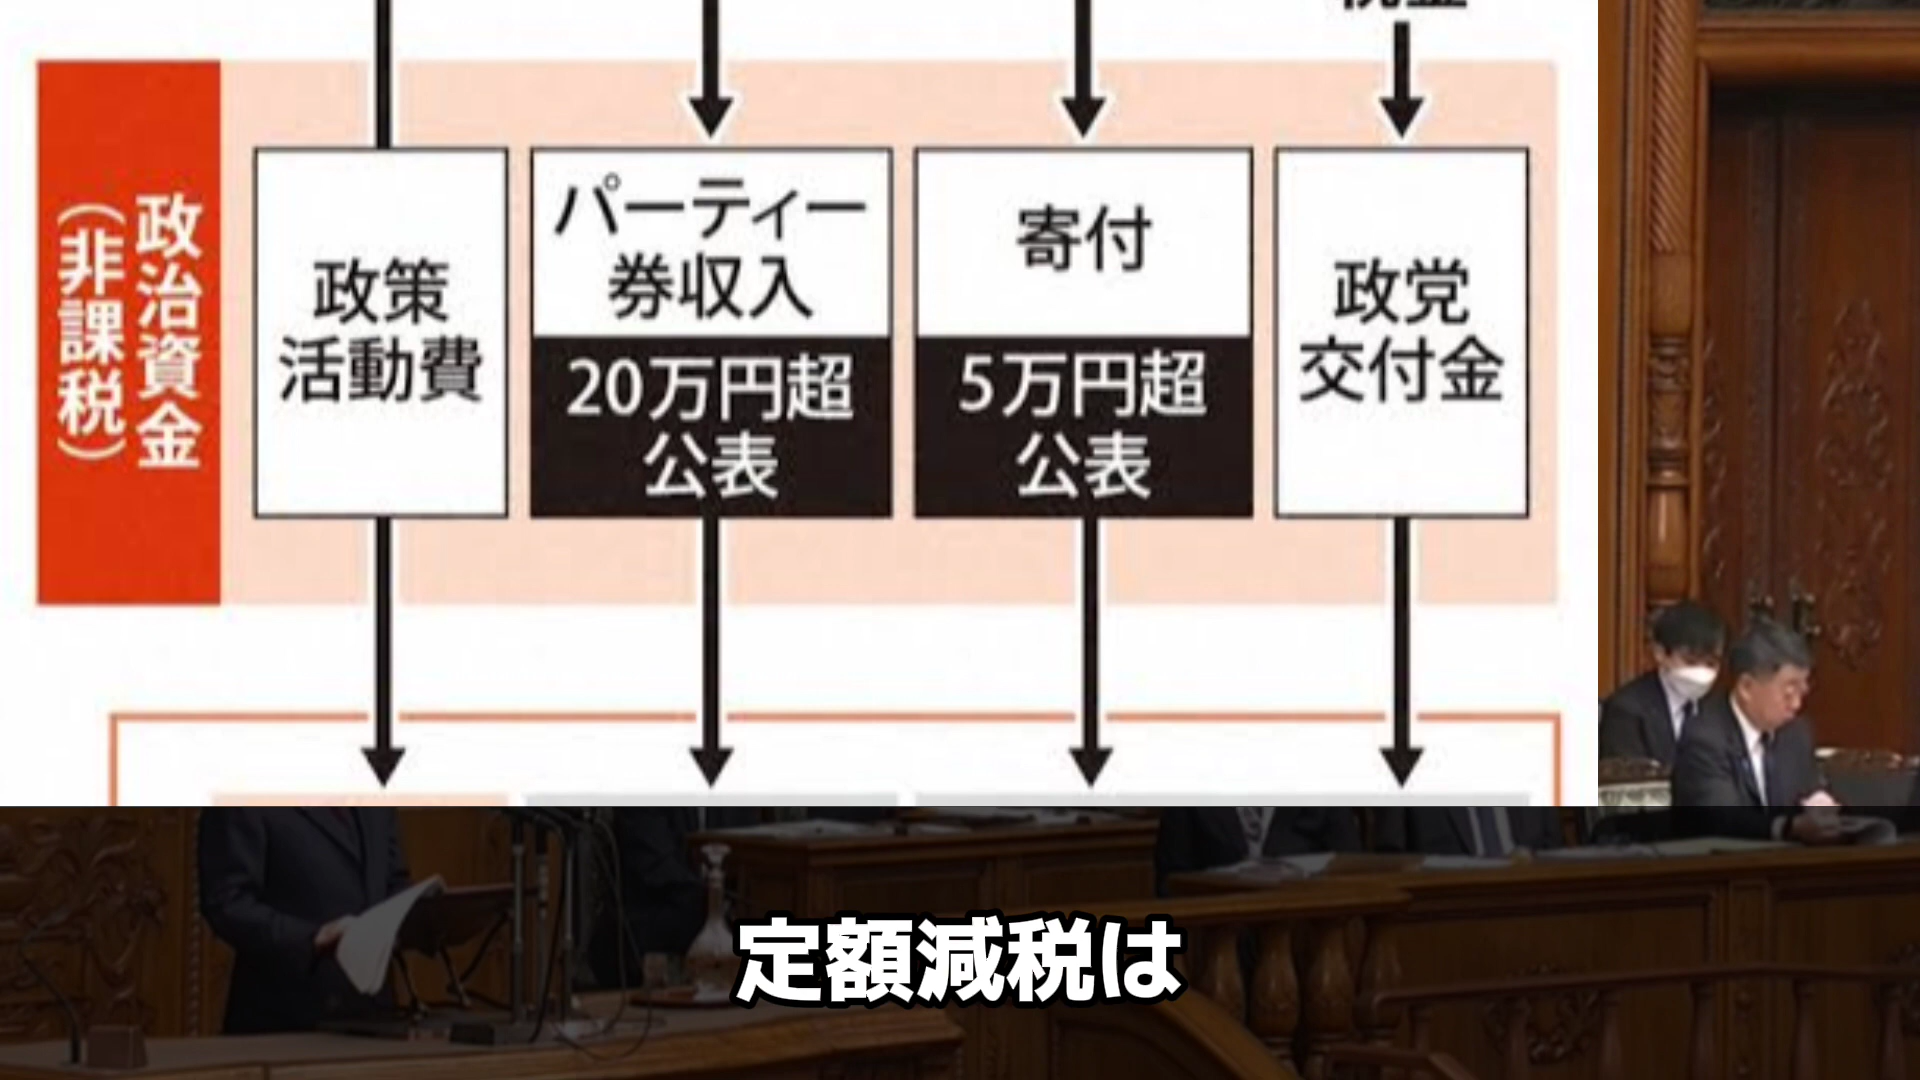 税金
政治資金
（非課税）
政策
活動費
パーティー
券収入
20万円超
公表
寄付
5万円超
公表
政党
交付金
定額減税は